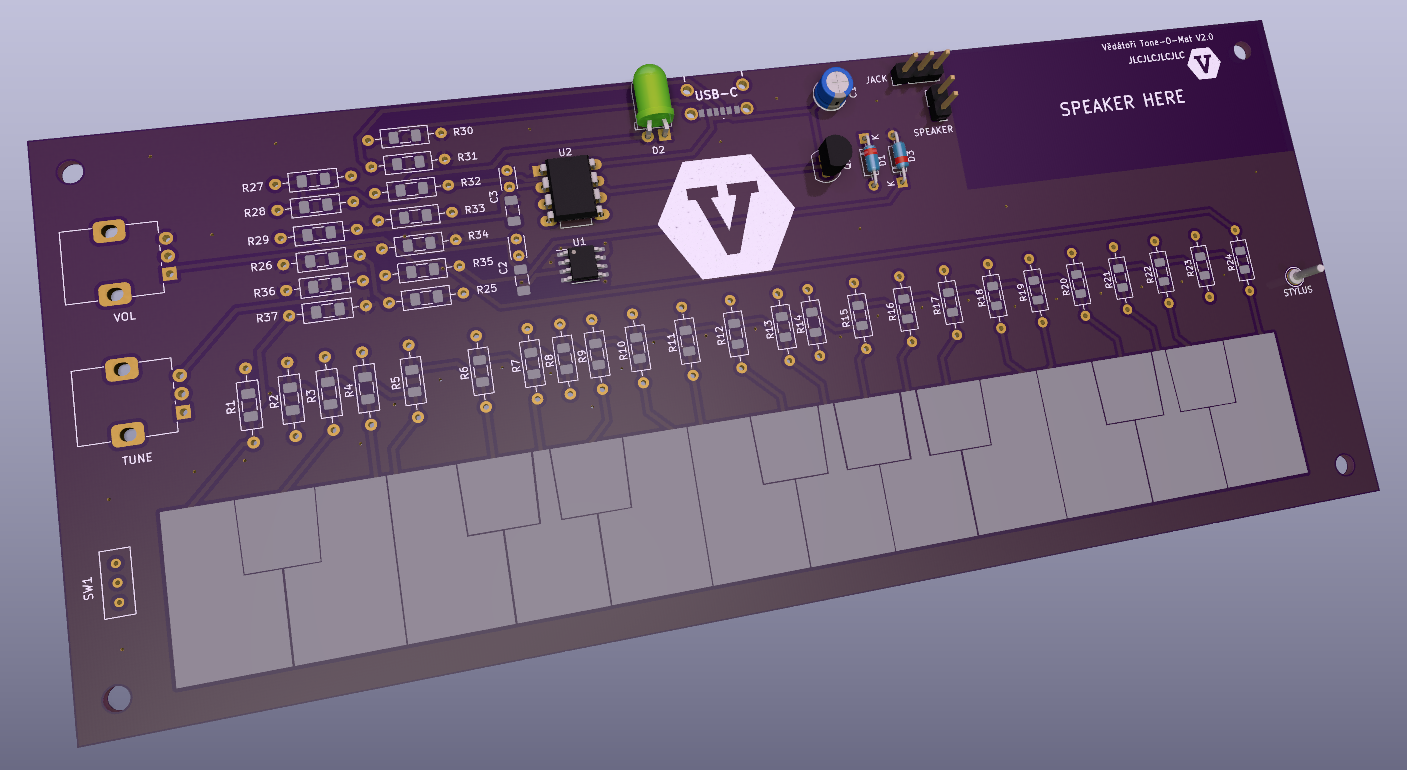 Vědátoři Tone-O-Mat V2.0
JLCJLCJLCJLC
V
SPEAKER HERE
JACK
SPEAKER
USB-C
C1
D2
D1
D3
K
K
V
U2
U1
C3
C2
R30
R31
R32
R33
R34
R35
R25
R27
R28
R29
R26
R36
R37
VOL
TUNE
SW1
STYLUS
R1
R2
R3
R4
R5
R6
R7
R8
R9
R10
R11
R12
R13
R14
R15
R16
R17
R18
R19
R20
R21
R22
R23
R24